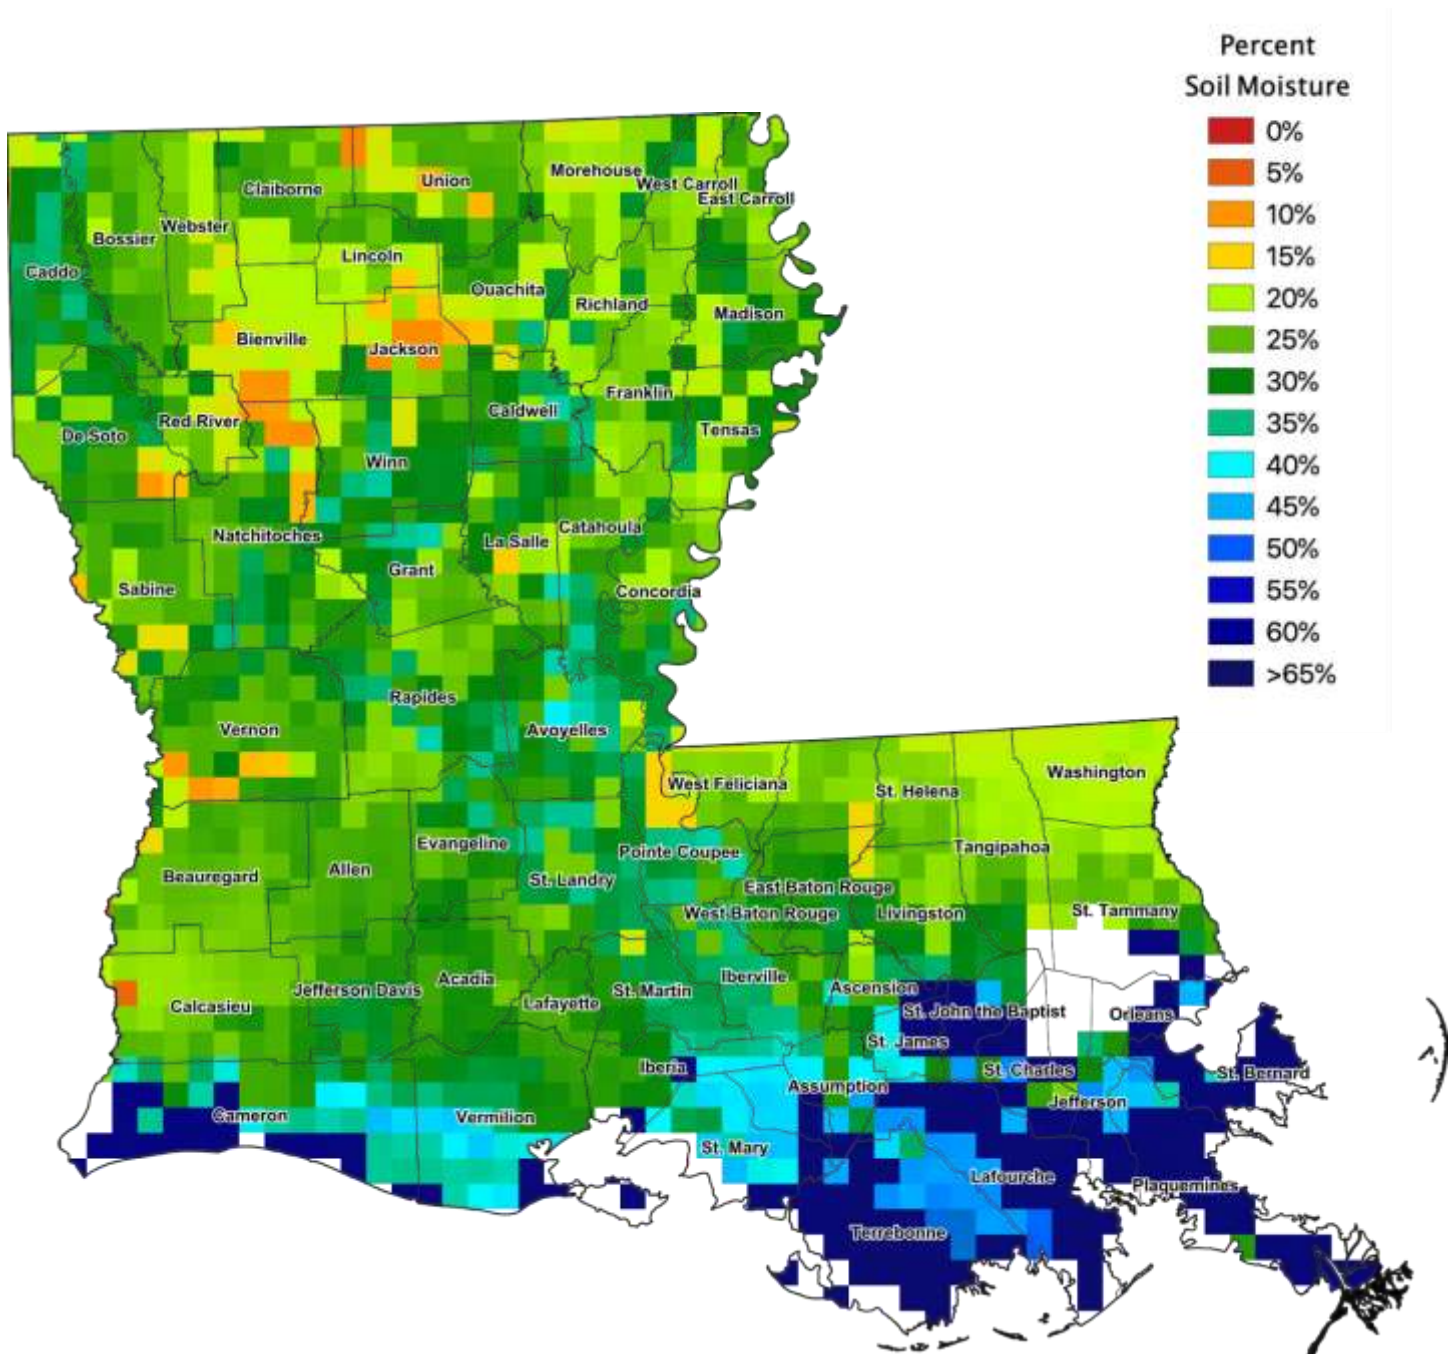 Percent
Soil Moisture
0%
5%
10%
15%
20%
25%
30%
35%
40%
45%
50%
55%
60%
>65%
Morehouse
Union
West Carroll
Claiborne
East Carroll
Webster
Bossier
Lincoln
Caddo
Ouachita
Richland
Madison
Bienville
Jackson
Franklin
Caldwell
Red River
Tensas
De Soto
Winn
Catahoula
Natchitoches
La Salle
Grant
Sabine
Concordia
Rapides
Vernon
Avoyelles
Washington
West Feliciana
St. Helena
Evangeline
Tangipahoa
Pointe Coupee
Allen
Beauregard
St. Landry
East Baton Rouge
St. Tammany
West Baton Rouge
Livingston
Iberville
Acadia
Ascension
Jefferson Davis
St. Martin
Lafayette
Calcasieu
St. John the Baptist
Orleans
St. James
Iberia
St. Charles
St. Bernard
Assumption
Jefferson
Cameron
Vermilion
St. Mary
Lafourche
Plaquemines
Terrebonne